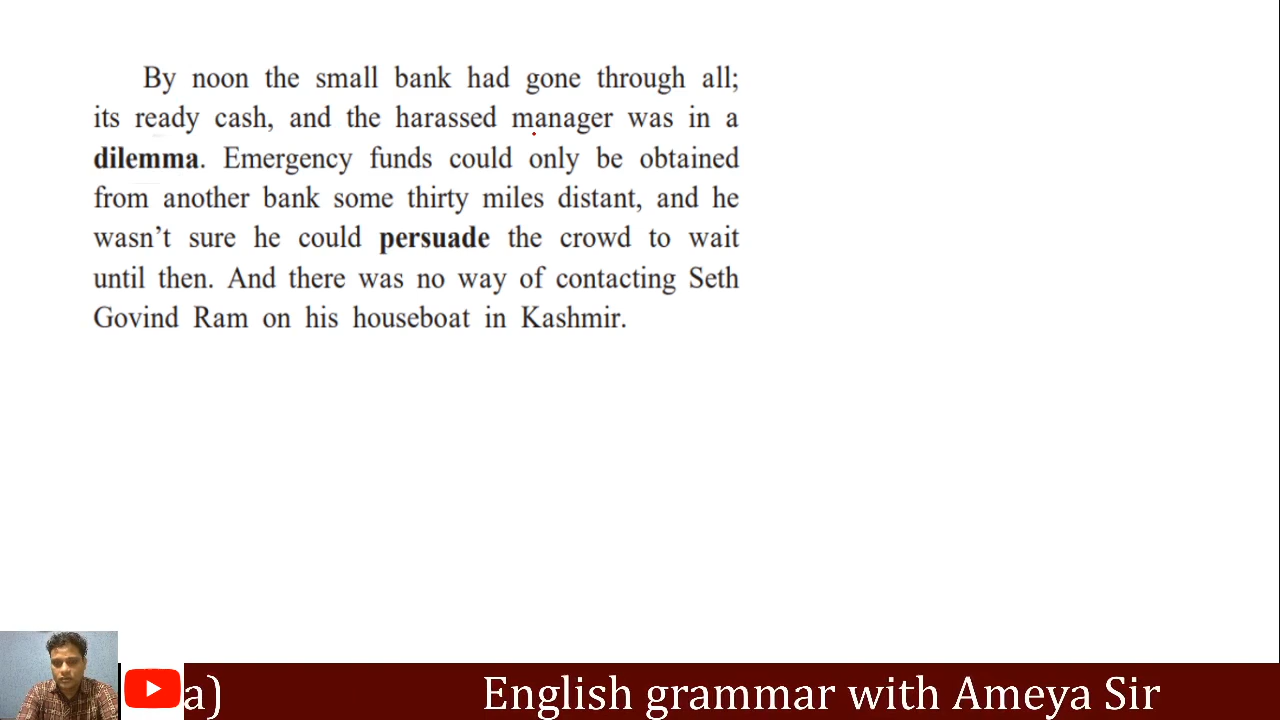 By noon the small bank had gone through all;
its ready cash, and the harassed manager was in a
dilemma. Emergency funds could only be obtained
from another bank some thirty miles distant, and he
wasn't sure he could persuade the crowd to wait
until then. And there was no way of contacting Seth
Govind Ram on his houseboat in Kashmir.
a) English grammar with Ameya Sir